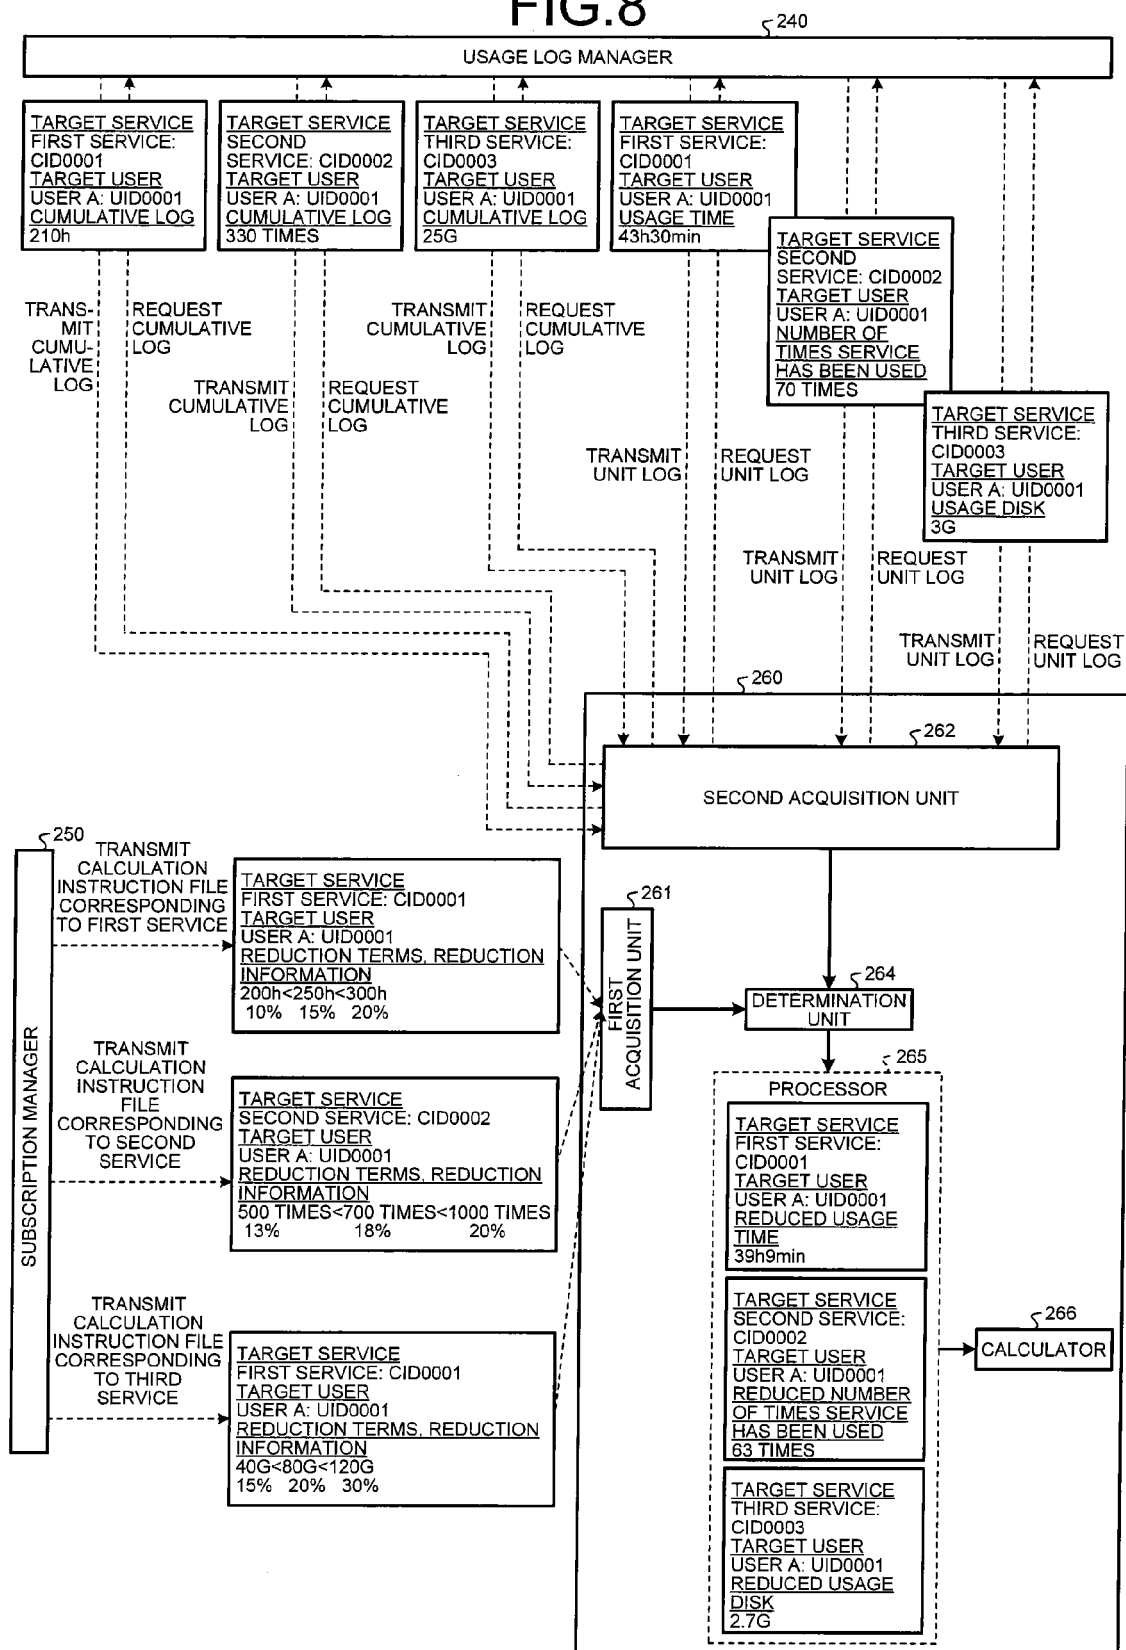 FIG.8
240
USAGE LOG MANAGER
TARGET SERVICE
FIRST SERVICE:
CID0001
TARGET USER
USER A: UID0001
CUMULATIVE LOG
210h
TARGET SERVICE
SECOND
SERVICE: CID0002
TARGET USER
USER A: UID0001
CUMULATIVE LOG
330 TIMES
TARGET SERVICE
THIRD SERVICE:
CID0003
TARGET USER
USER A: UID0001
CUMULATIVE LOG
25G
TARGET SERVICE
FIRST SERVICE:
CID0001
TARGET USER
USER A: UID0001
USAGE TIME
43h30min
TARGET SERVICE
SECOND
SERVICE: CID0002
TARGET USER
USER A: UID0001
NUMBER OF
TIMES SERVICE
HAS BEEN USED
70 TIMES
TARGET SERVICE
THIRD SERVICE:
CID0003
TARGET USER
USER A: UID0001
USAGE DISK
3G
TRANS-
MIT
CUMU-
LATIVE
LOG
REQUEST
CUMULATIVE
LOG
TRANSMIT
CUMULATIVE
LOG
REQUEST
CUMULATIVE
LOG
TRANSMIT
CUMULATIVE
LOG
REQUEST
CUMULATIVE
LOG
TRANSMIT
UNIT LOG
REQUEST
UNIT LOG
TRANSMIT
UNIT LOG
REQUEST
UNIT LOG
TRANSMIT
UNIT LOG
REQUEST
UNIT LOG
260
262
SECOND ACQUISITION UNIT
250
SUBSCRIPTION MANAGER
TRANSMIT
CALCULATION
INSTRUCTION FILE
CORRESPONDING
TO FIRST SERVICE
TARGET SERVICE
FIRST SERVICE: CID0001
TARGET USER
USER A: UID0001
REDUCTION TERMS, REDUCTION
INFORMATION
200h<250h<300h
10% 15% 20%
TRANSMIT
CALCULATION
INSTRUCTION
FILE
CORRESPONDING
TO SECOND
SERVICE
TARGET SERVICE
SECOND SERVICE: CID0002
TARGET USER
USER A: UID0001
REDUCTION TERMS, REDUCTION
INFORMATION
500 TIMES<700 TIMES<1000 TIMES
13% 18% 20%
TRANSMIT
CALCULATION
INSTRUCTION FILE
CORRESPONDING
TO THIRD
SERVICE
TARGET SERVICE
FIRST SERVICE: CID0001
TARGET USER
USER A: UID0001
REDUCTION TERMS, REDUCTION
INFORMATION
40G<80G<120G
15% 20% 30%
261
FIRST
ACQUISITION UNIT
264
DETERMINATION
UNIT
265
PROCESSOR
TARGET SERVICE
FIRST SERVICE:
CID0001
TARGET USER
USER A: UID0001
REDUCED USAGE
TIME
39h9min
TARGET SERVICE
SECOND SERVICE:
CID0002
TARGET USER
USER A: UID0001
REDUCED NUMBER
OF TIMES SERVICE
HAS BEEN USED
63 TIMES
TARGET SERVICE
THIRD SERVICE:
CID0003
TARGET USER
USER A: UID0001
REDUCED USAGE
DISK
2.7G
266
CALCULATOR